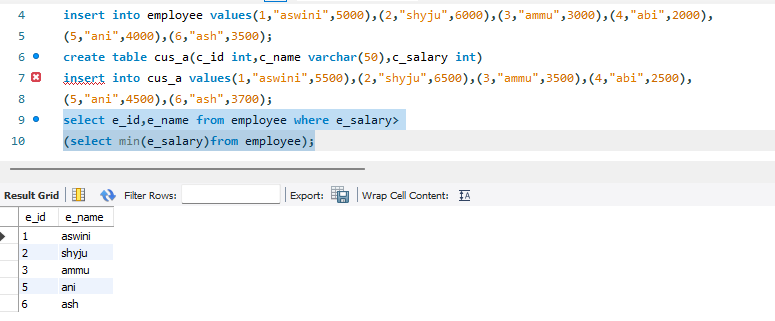 4 insert into employee values(1,"aswini",5000),(2,"shyju",6000),(3,"ammu",3000),(4,"abi",2000),
5 (5,"ani",4000),(6,"ash",3500);
6 create table cus_a(c_id int,c_name varchar(50),c_salary int)
7 insert into cus_a values(1,"aswini",5500),(2,"shyju",6500),(3,"ammu",3500),(4,"abi",2500),
8 (5,"ani",4500),(6,"ash",3700);
9 select e_id,e_name from employee where e_salary>
10 (select min(e_salary)from employee);
Result Grid Filter Rows: Export: Wrap Cell Content:
e_id e_name
1 aswini
2 shyju
3 ammu
5 ani
6 ash